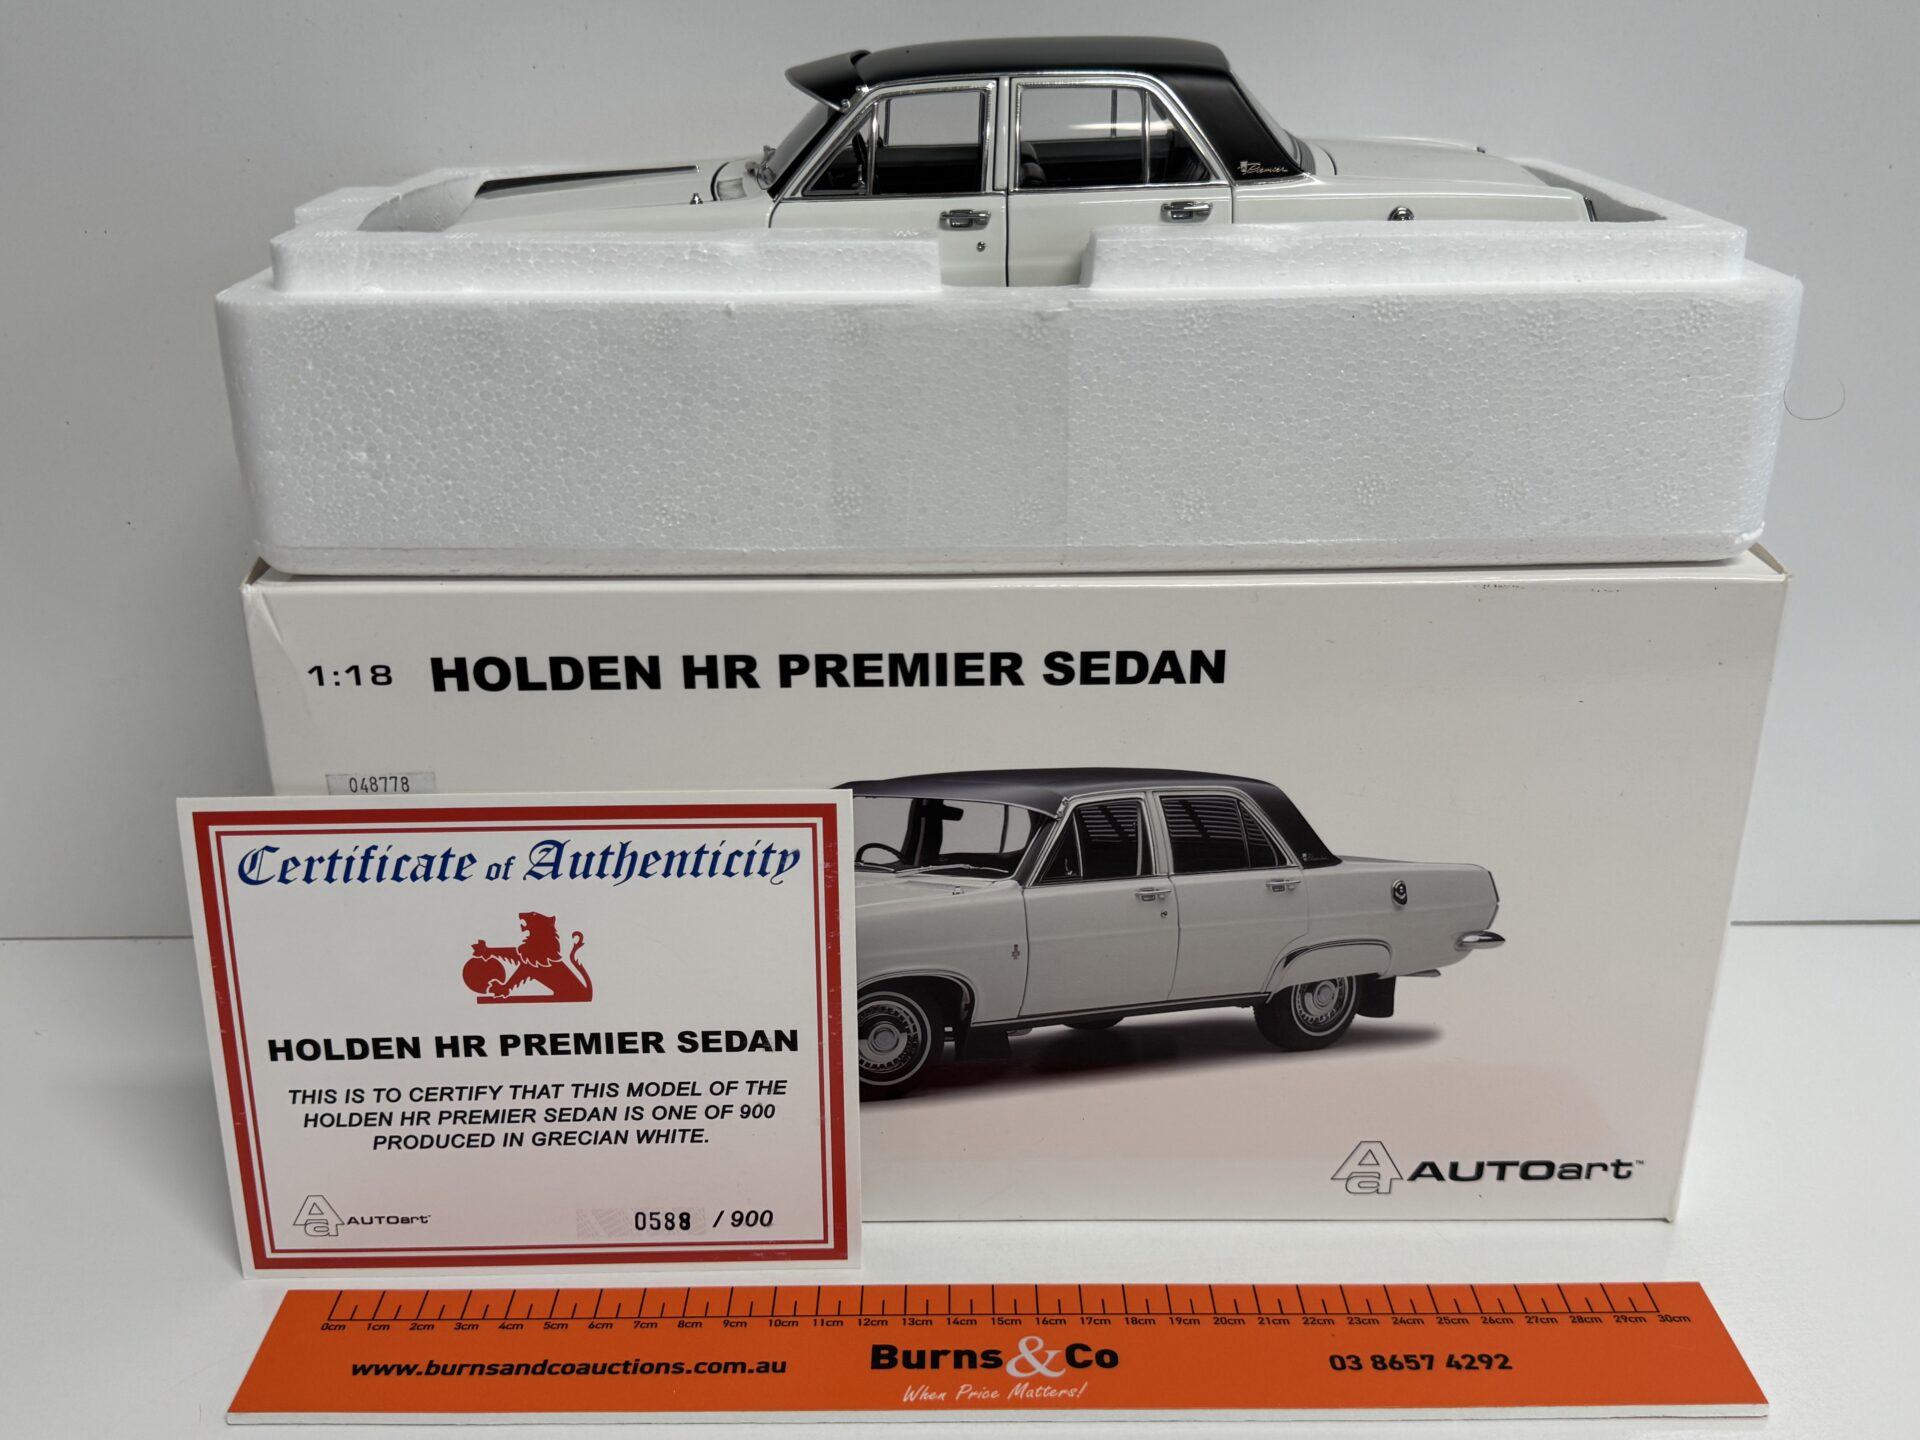 Premier
1:18 HOLDEN HR PREMIER SEDAN
048778
Certificate of Authenticity
HOLDEN HR PREMIER SEDAN
THIS IS TO CERTIFY THAT THIS MODEL OF THE
HOLDEN HR PREMIER SEDAN IS ONE OF 900
PRODUCED IN GRECIAN WHITE.
AUTOart
0588 / 900
AUTOart™
0cm 1cm 2cm 3cm 4cm 5cm 6cm 7cm 8cm 9cm 10cm 11cm 12cm 13cm 14cm 15cm 16cm 17cm 18cm 19cm 20cm 21cm 22cm 23cm 24cm 25cm 26cm 27cm 28cm 29cm 30cm
www.burnsandcoauctions.com.au Burns & Co 03 8657 4292
When Price Matters!